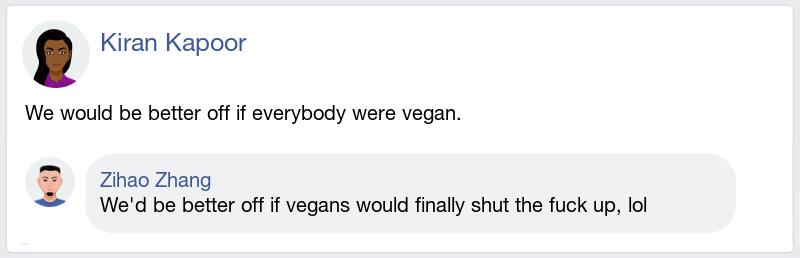 Kiran Kapoor
We would be better off if everybody were vegan.
Zihao Zhang
We'd be better off if vegans would finally shut the fuck up, lol